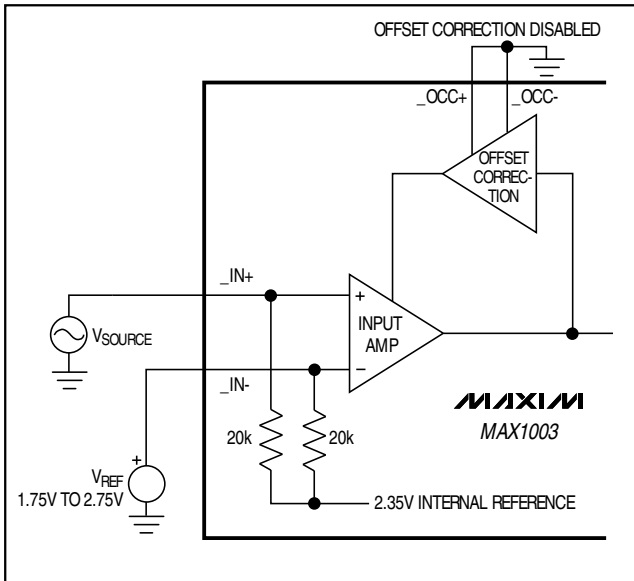 OFFSET CORRECTION DISABLED
_OCC+
_OCC-
OFFSET
CORREC-
TION
_IN+
+
INPUT
AMP
−
VSOURCE
_IN-
20k
20k
MAXIM
MAX1003
+
VREF
1.75V TO 2.75V
2.35V INTERNAL REFERENCE